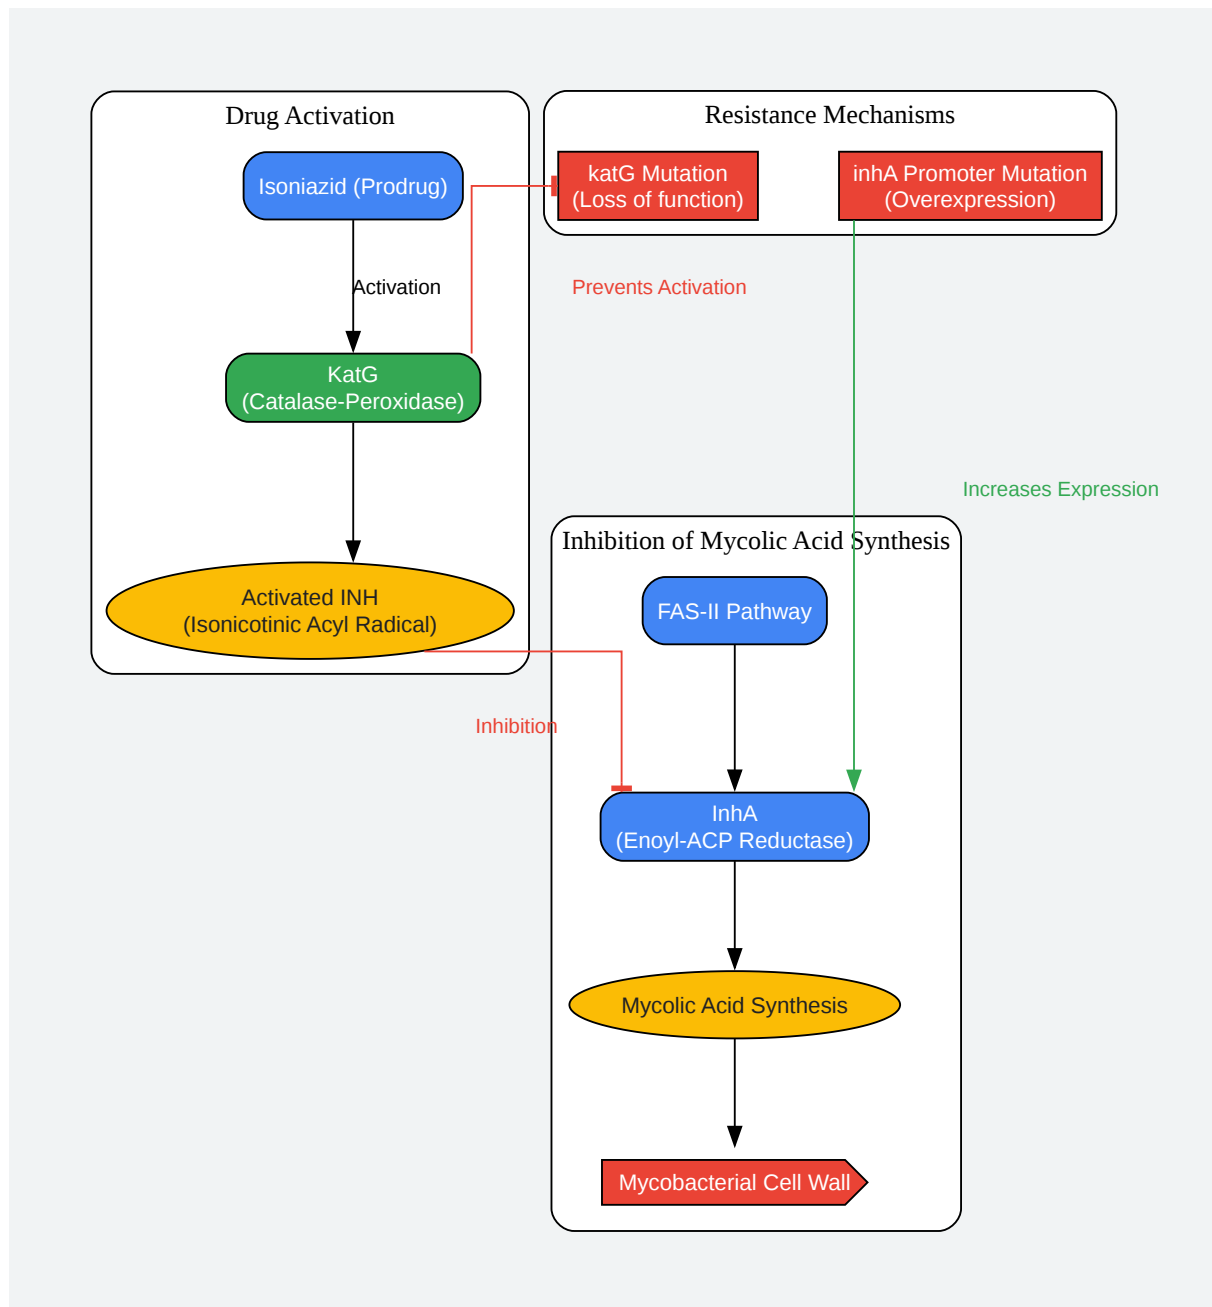 Drug Activation
Isoniazid (Prodrug)
Activation
KatG
(Catalase-Peroxidase)
Activated INH
(Isonicotinic Acyl Radical)
Resistance Mechanisms
katG Mutation
(Loss of function)
inhA Promoter Mutation
(Overexpression)
Prevents Activation
Increases Expression
Inhibition of Mycolic Acid Synthesis
FAS-II Pathway
Inhibition
InhA
(Enoyl-ACP Reductase)
Mycolic Acid Synthesis
Mycobacterial Cell Wall